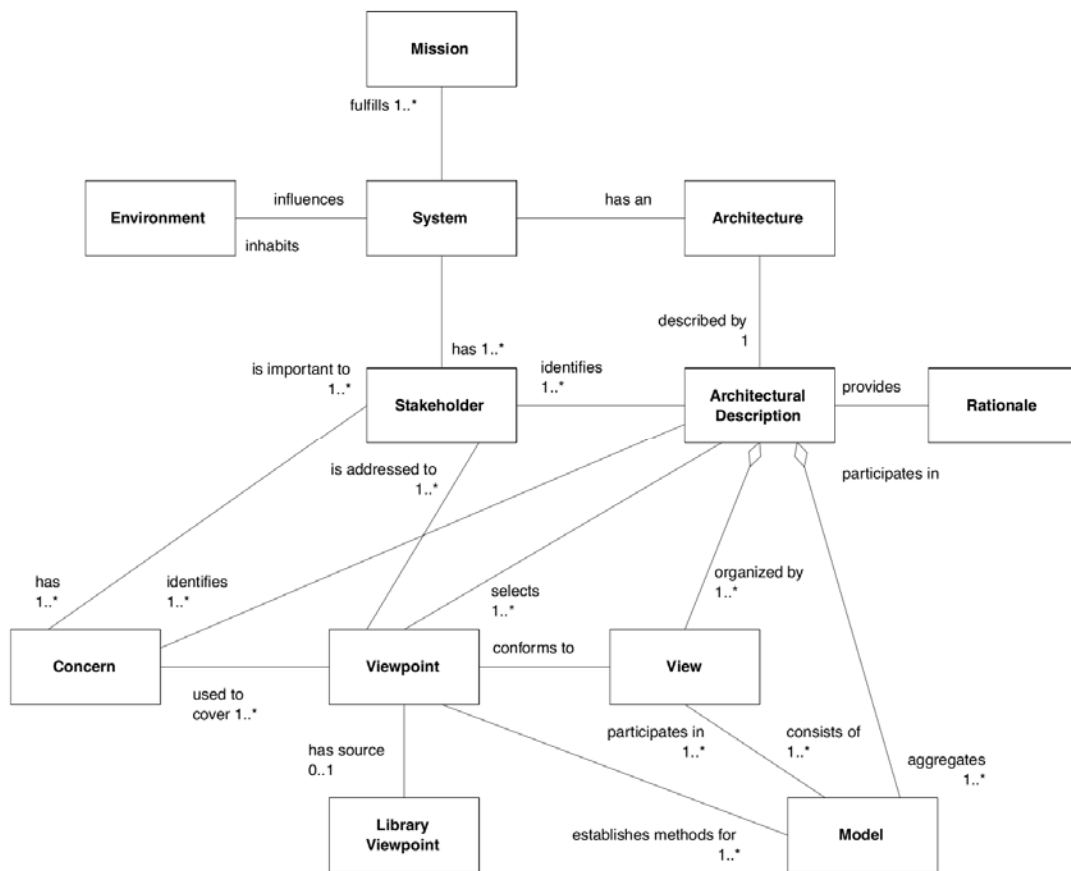 Mission
fulfills 1..*
influences
Environment
System
has an
Architecture
inhabits
described by
1
has 1..*
is important to
1..*
identifies
1..*
Stakeholder
Architectural
Description
provides
Rationale
is addressed to
1..*
participates in
has
1..*
identifies
1..*
selects
1..*
organized by
1..*
Concern
Viewpoint
conforms to
View
used to
cover 1..*
has source
0..1
participates in
1..*
consists of
1..*
aggregates
1..*
Library
Viewpoint
establishes methods for
1..*
Model